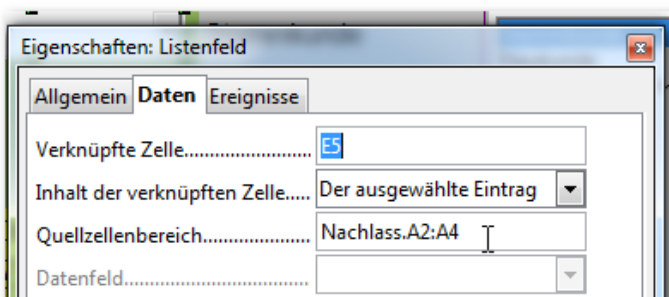 Eigenschaften: Listenfeld
Allgemein Daten Ereignisse
Verknüpfte Zelle........................... E5
Inhalt der verknüpften Zelle..... Der ausgewählte Eintrag
Quellzellenbereich...................... Nachlass.A2:A4
Datenfeld.....................................